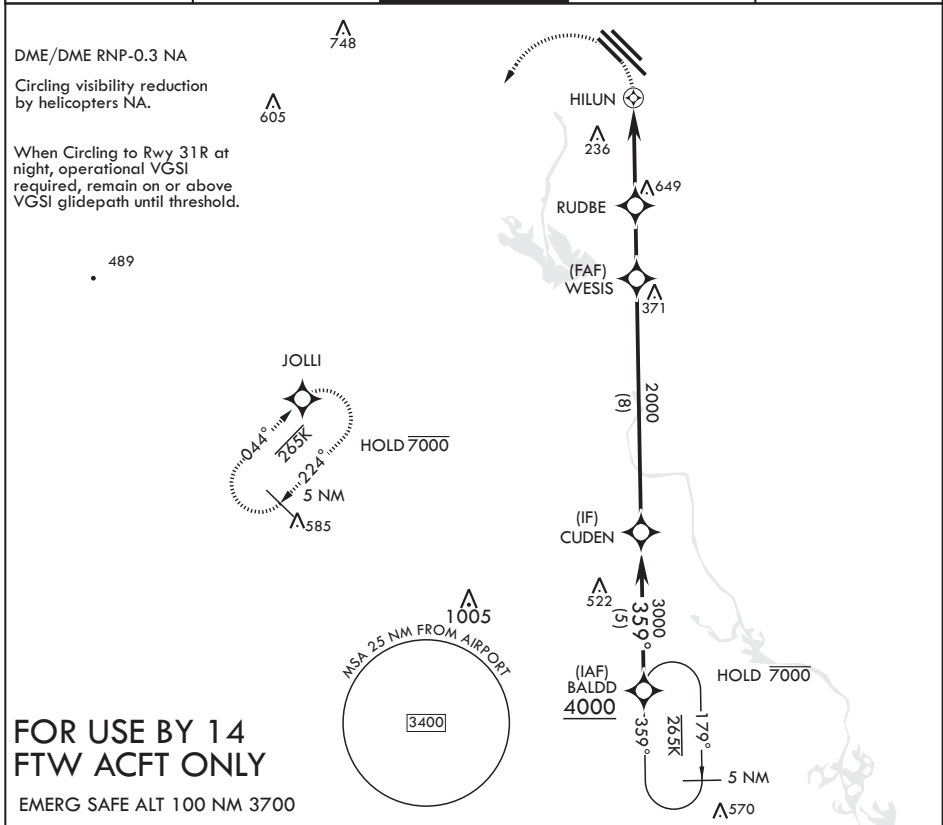 DME/DME RNP-0.3 NA
Circling visibility reduction
by helicopters NA.
When Circling to Rwy 31R at
night, operational VGSI
required, remain on or above
VGSI glidepath until threshold.
748
605
HILUN
236
649
RUDBE
489
(FAF)
WESIS
371
JOLLI
2000
(8)
044°
265K
224°
HOLD 7000
5 NM
585
(IF)
CUDEN
522
3000
359°
(5)
1005
MSA 25 NM FROM AIRPORT
3400
(IAF)
BALDD
4000
HOLD 7000
359°
265K
179°
5 NM
570
FOR USE BY 14
FTW ACFT ONLY
EMERG SAFE ALT 100 NM 3700